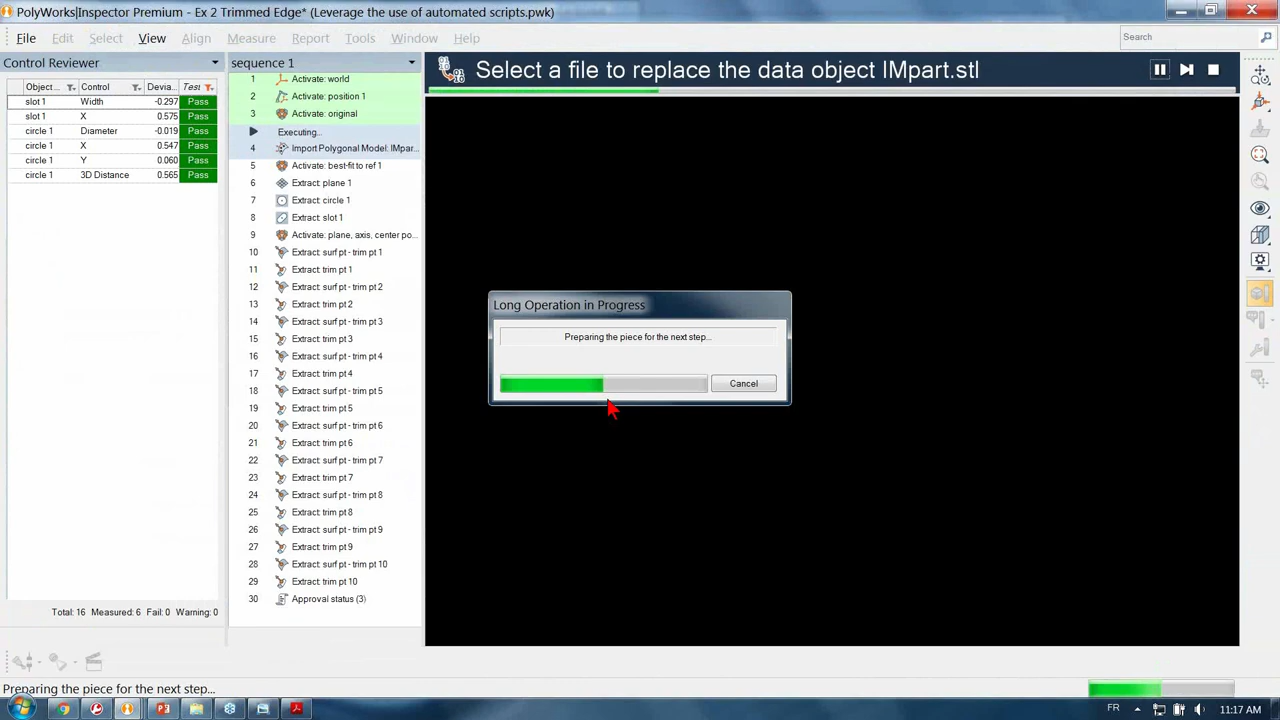 PolyWorks|Inspector Premium - Ex 2 Trimmed Edge* (Leverage the use of automated scripts.pwk)
File Edit Select View Align Measure Report Tools Window Help
Search
Control Reviewer
Object... Control Devia... Test
slot 1 Width -0.297 Pass
slot 1 X 0.575 Pass
circle 1 Diameter -0.019 Pass
circle 1 X 0.547 Pass
circle 1 Y 0.060 Pass
circle 1 3D Distance 0.565 Pass
Total: 16 Measured: 6 Fail: 0 Warning: 0
sequence 1
1 Activate: world
2 Activate: position 1
3 Activate: original
Executing...
4 Import Polygonal Model: IMpar...
5 Activate: best-fit to ref 1
6 Extract: plane 1
7 Extract: circle 1
8 Extract: slot 1
9 Activate: plane, axis, center po...
10 Extract: surf pt - trim pt 1
11 Extract: trim pt 1
12 Extract: surf pt - trim pt 2
13 Extract: trim pt 2
14 Extract: surf pt - trim pt 3
15 Extract: trim pt 3
16 Extract: surf pt - trim pt 4
17 Extract: trim pt 4
18 Extract: surf pt - trim pt 5
19 Extract: trim pt 5
20 Extract: surf pt - trim pt 6
21 Extract: trim pt 6
22 Extract: surf pt - trim pt 7
23 Extract: trim pt 7
24 Extract: surf pt - trim pt 8
25 Extract: trim pt 8
26 Extract: surf pt - trim pt 9
27 Extract: trim pt 9
28 Extract: surf pt - trim pt 10
29 Extract: trim pt 10
30 Approval status (3)
Select a file to replace the data object IMpart.stl
Long Operation in Progress
Preparing the piece for the next step...
Cancel
Preparing the piece for the next step...
FR
11:17 AM